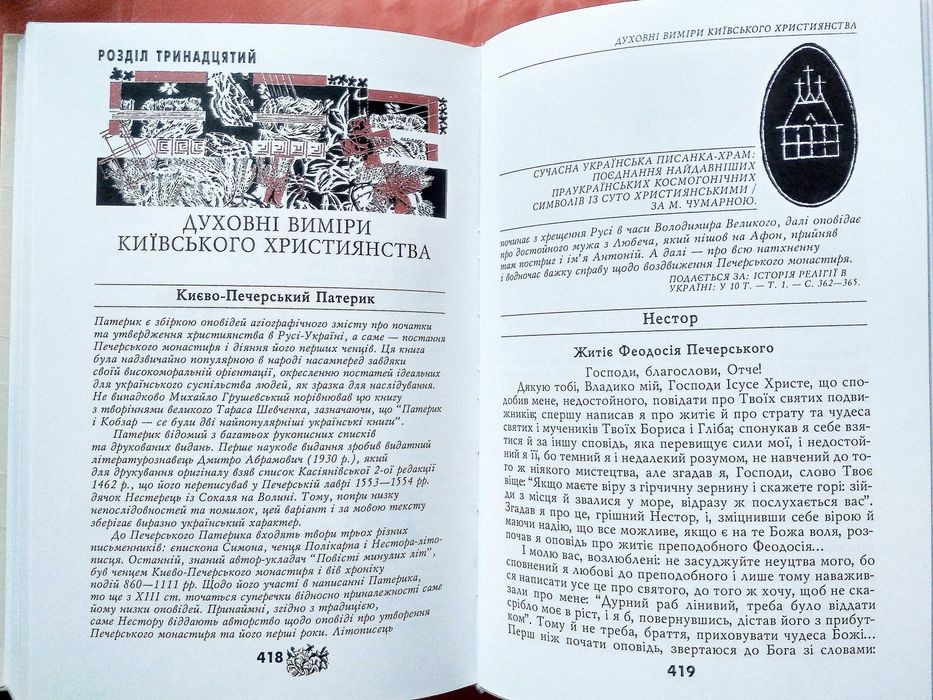 РОЗДІЛ ТРИНАДЦЯТИЙ
ДУХОВНІ ВИМІРИ
КИЇВСЬКОГО ХРИСТИЯНСТВА
Києво-Печерський Патерик
Патерик є збіркою оповідей агіографічного змісту про початки
та утвердження християнства в Русі-Україні, а саме — постання
Печерського монастиря і діяння його перших ченців. Ця книга
була надзвичайно популярною в народі насамперед завдяки
своїй високоморальній орієнтації, окресленню постатей ідеальних
для українського суспільства людей, як зразка для наслідування.
Не випадково Михайло Грушевський порівнював цю книгу
з творіннями великого Тараса Шевченка, зазначаючи, що “Патерик
і Кобзар — се були дві найпопулярніші українські книги”.
Патерик відомий з багатьох рукописних списків
та друкованих видань. Перше наукове видання зробив видатний
літературознавець Дмитро Абрамович (1930 р.), який
для друкування оригіналу взяв список Касіянівської 2-ої редакції
1462 р., що його переписував у Печерській лаврі 1553—1554 рр.
дячок Нестерець із Сокаля на Волині. Тому, попри низку
непослідовностей та помилок, цей варіант і за мовою тексту
зберігає виразно український характер.
До Печерського Патерика входять твори трьох різних
письменників: єпископа Симона, ченця Полікарпа і Нестора-літо-
писця. Останній, знаний автор-укладач “Повісті минулих літ”,
був ченцем Києво-Печерського монастиря і вів хроніку
подій 860—1111 рр. Щодо його участі в написанні Патерика,
то ще з XIII ст. точаться суперечки відносно приналежності саме
йому низки оповідей. Принаймні, згідно з традицією,
саме Нестору віддають авторство щодо оповіді про утворення
Печерського монастиря та його перші роки. Літописець
418
ДУХОВНІ ВИМІРИ КИЇВСЬКОГО ХРИСТИЯНСТВА
СУЧАСНА УКРАЇНСЬКА ПИСАНКА-ХРАМ:
ПОЄДНАННЯ НАЙДАВНІШИХ
ПРАУКРАЇНСЬКИХ КОСМОГОНІЧНИХ
СИМВОЛІВ ІЗ СУТО ХРИСТИЯНСЬКИМИ /
ЗА М. ЧУМАРНОЮ.
починає з хрещення Русі в часи Володимира Великого, далі оповідає
про достойного мужа з Любеча, який пішов на Афон, прийняв
там постриг і ім’я Антоній. А далі — про всю натхненну
і водночас важку справу щодо воздвиження Печерського монастиря.
ПОДАЄТЬСЯ ЗА: ІСТОРІЯ РЕЛІГІЇ В
УКРАЇНІ: У 10 Т. — Т. 1. — С. 362—365.
Нестор
Житіє Феодосія Печерського
Господи, благослови, Отче!
Дякую тобі, Владико мій, Господи Ісусе Христе, що спо-
добив мене, недостойного, повідати про Твоїх святих подвиж-
ників; спершу написав я про житіє й про страту та чудеса
святих і мучеників Твоїх Бориса і Гліба; спонукав я себе взя-
тися й за іншу сповідь, яка перевищує сили мої, і недостой-
ний я її, бо темний я і недалекий розумом, не навчений до то-
го ж ніякого мистецтва, але згадав я, Господи, слово Твоє
віще: “Якщо маєте віру з гірчичну зернину і скажете горі: зій-
ди з місця й звалися у море, відразу ж послухається вас”.
Згадав я про це, грішний Нестор, і, зміцнивши себе вірою й
маючи надію, що все можливе, якщо є на те Божа воля, роз-
почав я оповідь про житіє преподобного Феодосія...
І молю вас, возлюблені: не засуджуйте неуцтва мого, бо
сповнений я любові до преподобного і лише тому наважив-
ся написати усе це про святого, до того ж хочу, щоб не ска-
зали про мене: “Дурний раб лінивий, треба було віддати
срібло моє в ріст, і я б, повернувшись, дістав його з прибут-
ком”. Тому й не треба, браття, приховувати чудеса Божі...
Перш ніж почати оповідь, звертаюся до Бога зі словами:
419